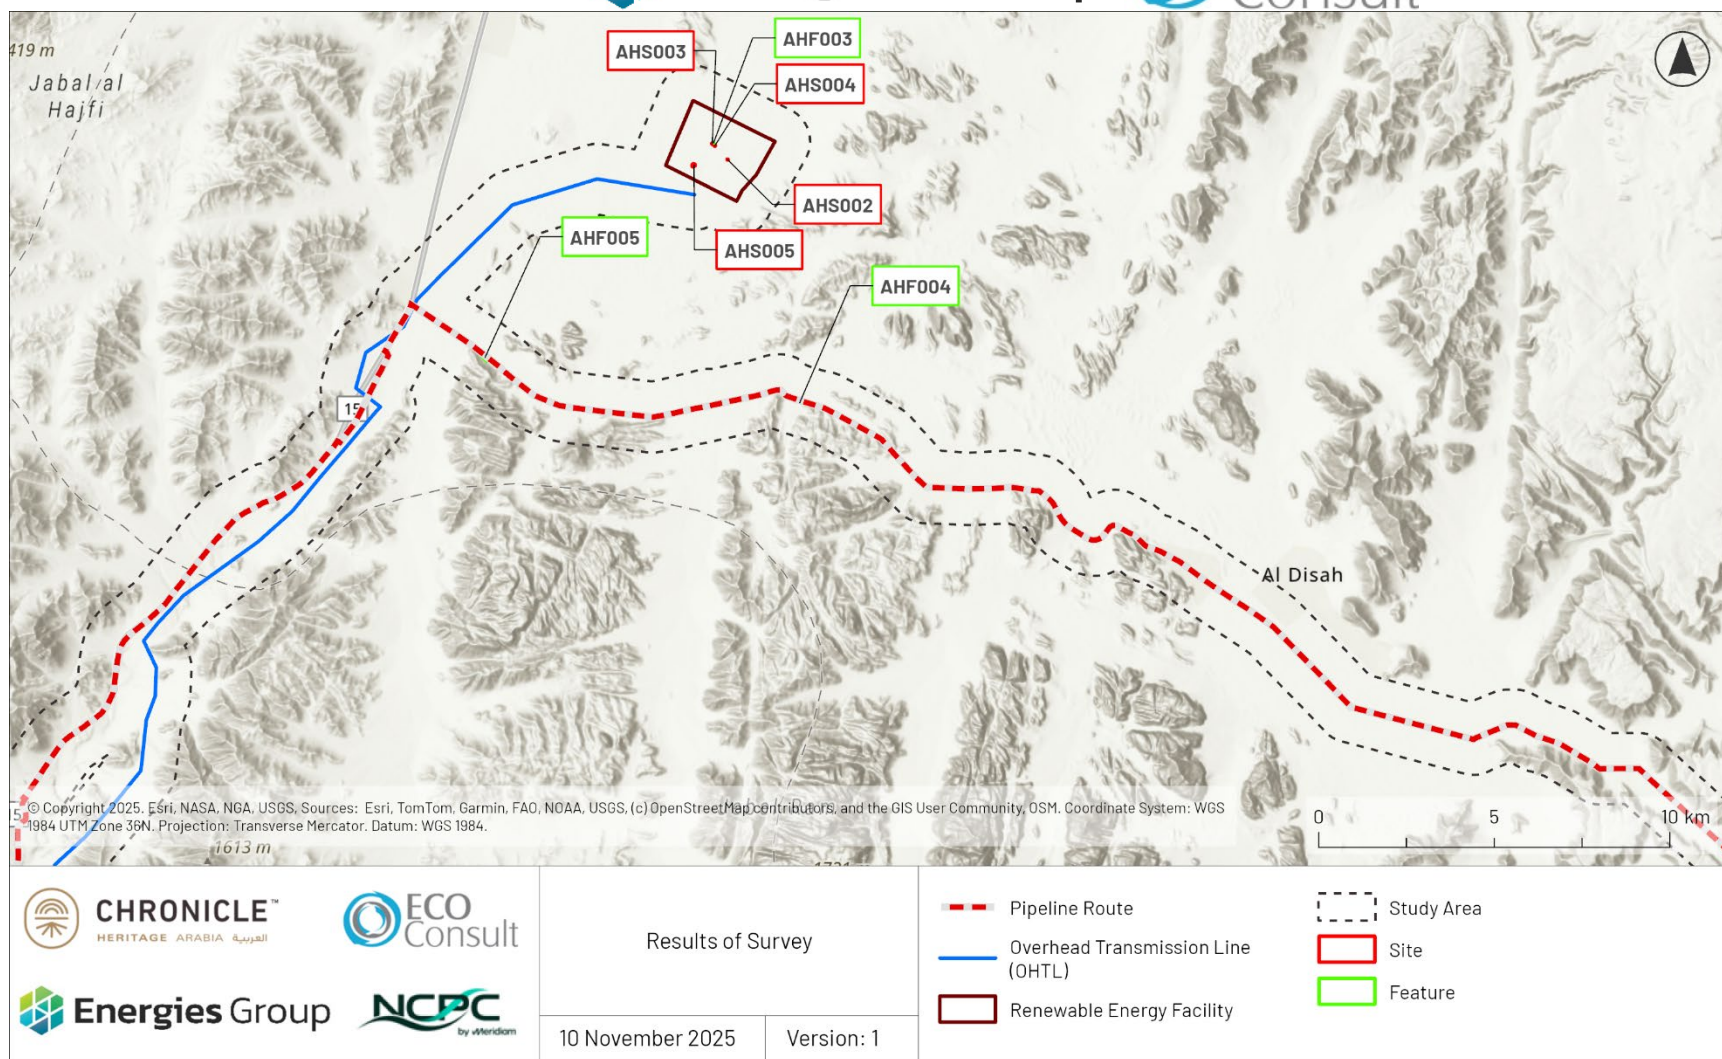 Consult
419 m
Jabal al
Hajfi
AHS003
AHF003
AHS004
AHS002
AHF005
AHS005
AHF004
15
Al Disah
© Copyright 2025. Esri, NASA, NGA, USGS, Sources: Esri, TomTom, Garmin, FAO, NOAA, USGS, (c) OpenStreetMap contributors, and the GIS User Community, OSM. Coordinate System: WGS
1984 UTM Zone 36N. Projection: Transverse Mercator. Datum: WGS 1984.
0 5 10 km
1613 m
CHRONICLE™
HERITAGE ARABIA العربية
ECO
Consult
Energies Group
NCPC
by Meridiam
Results of Survey
10 November 2025
Version: 1
Pipeline Route
Overhead Transmission Line
(OHTL)
Renewable Energy Facility
Study Area
Site
Feature